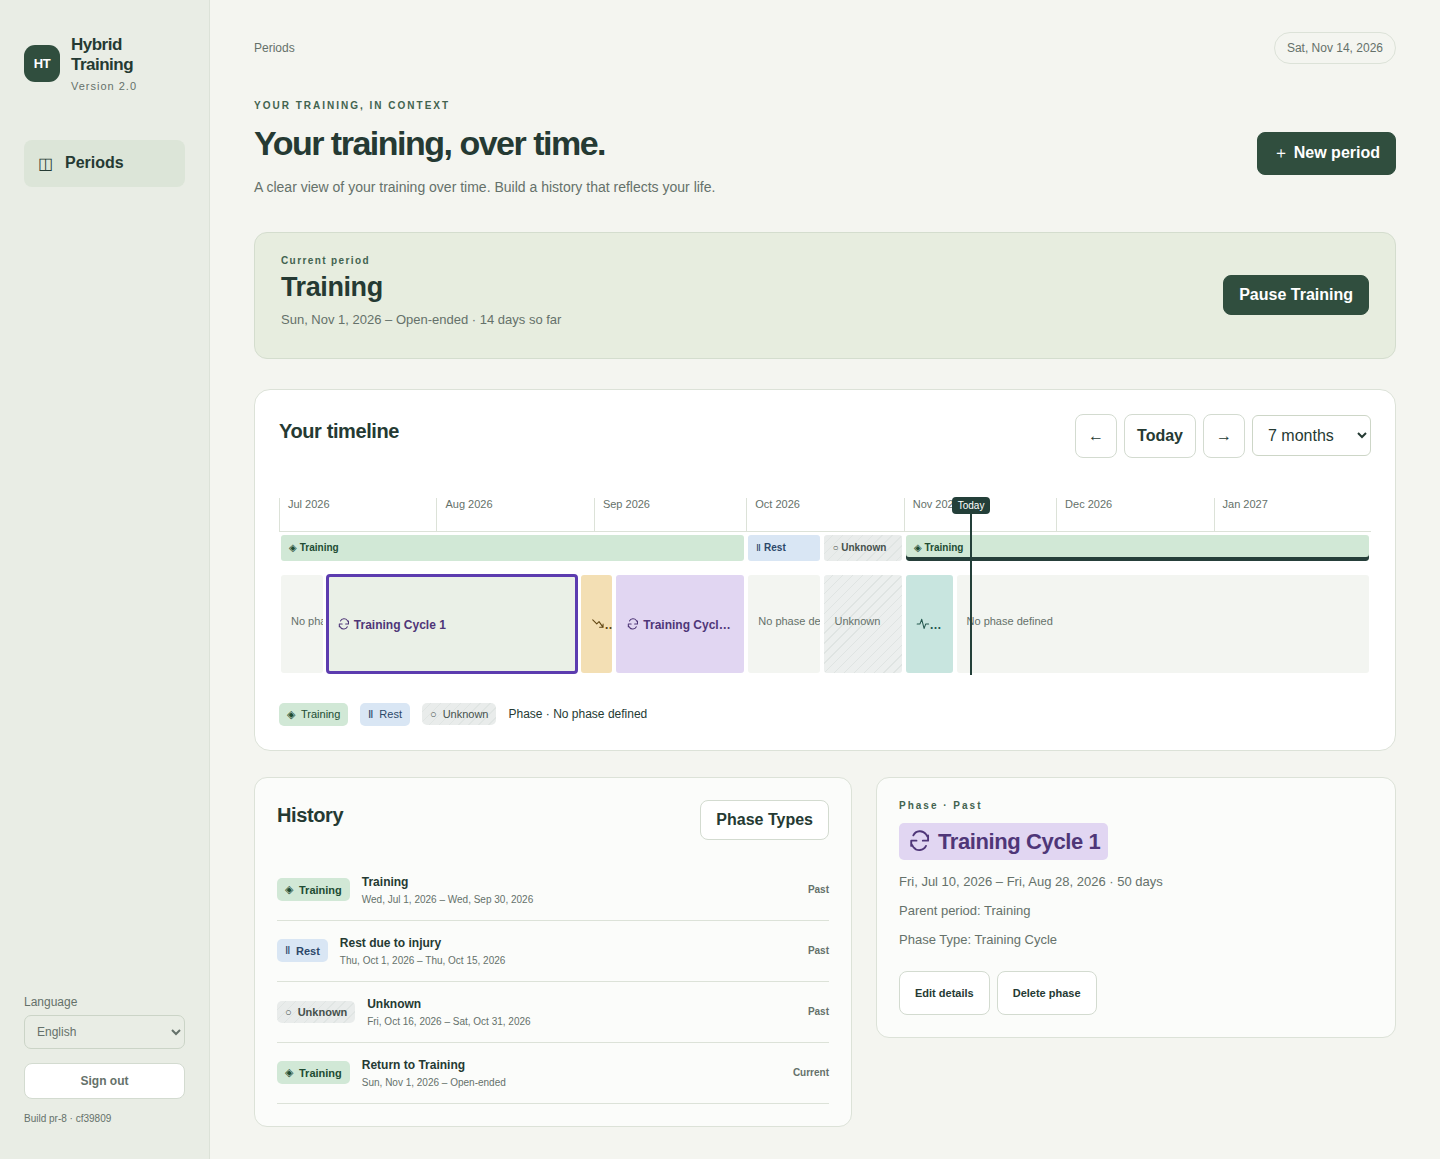 HT
Hybrid
Training
Version 2.0
Periods
Language
English
Sign out
Build pr-8 · cf39809
Periods
Sat, Nov 14, 2026
YOUR TRAINING, IN CONTEXT
Your training, over time.
A clear view of your training over time. Build a history that reflects your life.
+ New period
Current period
Training
Sun, Nov 1, 2026 – Open-ended · 14 days so far
Pause Training
Your timeline
← Today → 7 months
Jul 2026 Aug 2026 Sep 2026 Oct 2026 Nov 202 Today Dec 2026 Jan 2027
Training Rest Unknown Training
No pha Training Cycle 1 … Training Cycl… No phase de Unknown … No phase defined
Training Rest Unknown Phase · No phase defined
History
Phase Types
Training Training Past
Wed, Jul 1, 2026 – Wed, Sep 30, 2026
Rest Rest due to injury Past
Thu, Oct 1, 2026 – Thu, Oct 15, 2026
Unknown Unknown Past
Fri, Oct 16, 2026 – Sat, Oct 31, 2026
Training Return to Training Current
Sun, Nov 1, 2026 – Open-ended
Phase · Past
Training Cycle 1
Fri, Jul 10, 2026 – Fri, Aug 28, 2026 · 50 days
Parent period: Training
Phase Type: Training Cycle
Edit details Delete phase